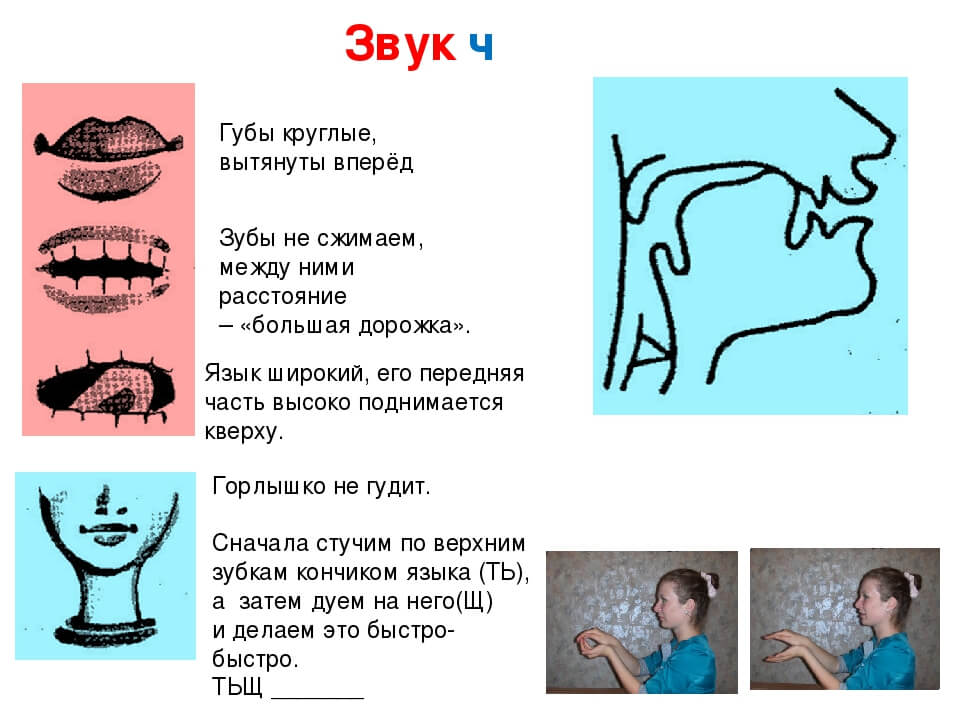 Звук ч
Губы круглые,
вытянуты вперёд
Зубы не сжимаем,
между ними
расстояние
– «большая дорожка».
Язык широкий, его передняя
часть высоко поднимается
кверху.
Горлышко не гудит.
Сначала стучим по верхним
зубкам кончиком языка (ТЬ),
а затем дуем на него(Щ)
и делаем это быстро-
быстро.
ТЬЩ _______